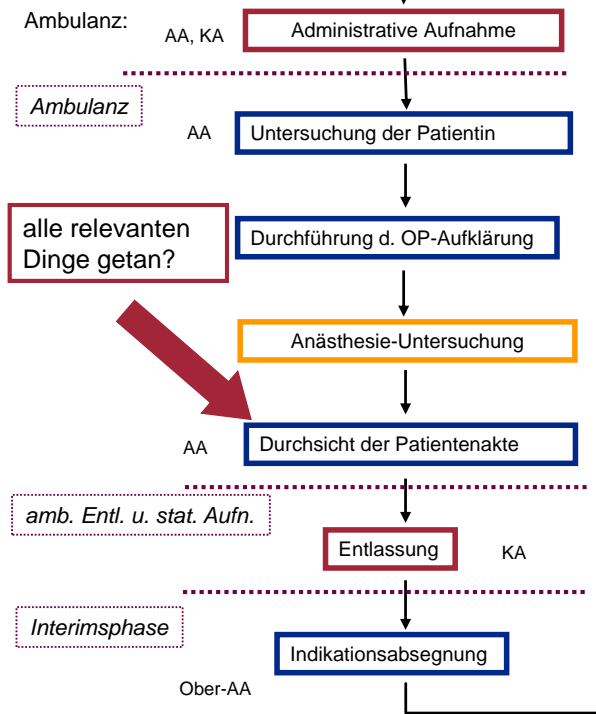 Ambulanz:
AA, KA
Administrative Aufnahme
Ambulanz
AA
Untersuchung der Patientin
alle relevanten
Dinge getan?
Durchführung d. OP-Aufklärung
Anästhesie-Untersuchung
AA
Durchsicht der Patientenakte
amb. Entl. u. stat. Aufn.
Entlassung
KA
Interimsphase
Indikationsabsegnung
Ober-AA